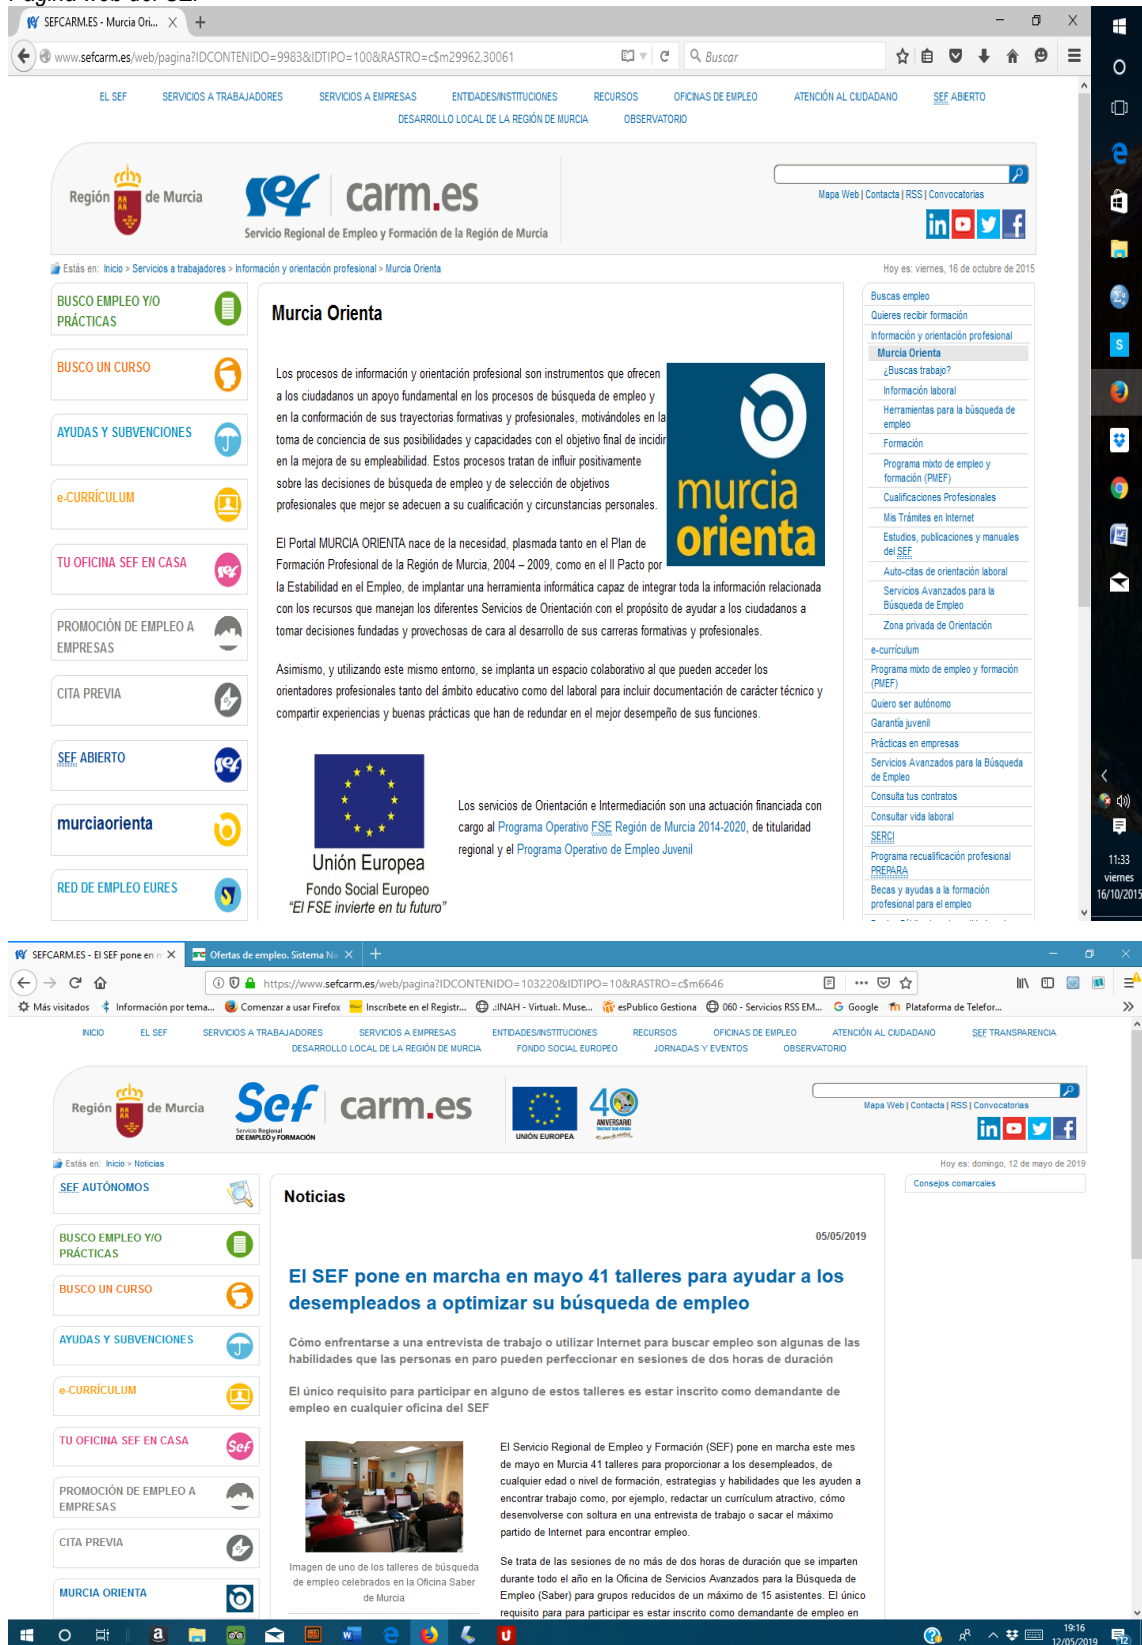 SEFCARM.ES - Murcia Ori...
www.sefcarm.es/web/pagina?IDCONTENIDO=9983&IDTIPO=100&RASTRO=c$m29962,30061
Buscar
EL SEF SERVICIOS A TRABAJADORES SERVICIOS A EMPRESAS ENTIDADES/INSTITUCIONES RECURSOS OFICINAS DE EMPLEO ATENCIÓN AL CIUDADANO SEF ABIERTO
DESARROLLO LOCAL DE LA REGIÓN DE MURCIA OBSERVATORIO
Región de Murcia
sef carm.es
Servicio Regional de Empleo y Formación de la Región de Murcia
Mapa Web | Contacta | RSS | Convocatorias
Estás en: Inicio > Servicios a trabajadores > Información y orientación profesional > Murcia Orienta
Hoy es: viernes, 16 de octubre de 2015
BUSCO EMPLEO Y/O
PRÁCTICAS
BUSCO UN CURSO
AYUDAS Y SUBVENCIONES
e-CURRÍCULUM
TU OFICINA SEF EN CASA
PROMOCIÓN DE EMPLEO A
EMPRESAS
CITA PREVIA
SEF ABIERTO
murciaorienta
RED DE EMPLEO EURES
Murcia Orienta
Los procesos de información y orientación profesional son instrumentos que ofrecen
a los ciudadanos un apoyo fundamental en los procesos de búsqueda de empleo y
en la conformación de sus trayectorias formativas y profesionales, motivándoles en la
toma de conciencia de sus posibilidades y capacidades con el objetivo final de incidir
en la mejora de su empleabilidad. Estos procesos tratan de influir positivamente
sobre las decisiones de búsqueda de empleo y de selección de objetivos
profesionales que mejor se adecuen a su cualificación y circunstancias personales.
murcia
orienta
El Portal MURCIA ORIENTA nace de la necesidad, plasmada tanto en el Plan de
Formación Profesional de la Región de Murcia, 2004 – 2009, como en el II Pacto por
la Estabilidad en el Empleo, de implantar una herramienta informática capaz de integrar toda la información relacionada
con los recursos que manejan los diferentes Servicios de Orientación con el propósito de ayudar a los ciudadanos a
tomar decisiones fundadas y provechosas de cara al desarrollo de sus carreras formativas y profesionales.
Asimismo, y utilizando este mismo entorno, se implanta un espacio colaborativo al que pueden acceder los
orientadores profesionales tanto del ámbito educativo como del laboral para incluir documentación de carácter técnico y
compartir experiencias y buenas prácticas que han de redundar en el mejor desempeño de sus funciones.
Unión Europea
Fondo Social Europeo
"El FSE invierte en tu futuro"
Los servicios de Orientación e Intermediación son una actuación financiada con
cargo al Programa Operativo FSE Región de Murcia 2014-2020, de titularidad
regional y el Programa Operativo de Empleo Juvenil
Buscas empleo
Quieres recibir formación
Información y orientación profesional
Murcia Orienta
¿Buscas trabajo?
Información laboral
Herramientas para la búsqueda de
empleo
Formación
Programa mixto de empleo y
formación (PMEF)
Cualificaciones Profesionales
Mis Trámites en Internet
Estudios, publicaciones y manuales
del SEF
Auto-citas de orientación laboral
Servicios Avanzados para la
Búsqueda de Empleo
Zona privada de Orientación
e-currículum
Programa mixto de empleo y formación
(PMEF)
Quiero ser autónomo
Garantía juvenil
Prácticas en empresas
Servicios Avanzados para la Búsqueda
de Empleo
Consulta tus contratos
Consultar vida laboral
SERCI
Programa recualificación profesional
PREPARA
Becas y ayudas a la formación
profesional para el empleo
11:33
viernes
16/10/2015
SEFCARM.ES - El SEF pone en m
Ofertas de empleo. Sistema Na
https://www.sefcarm.es/web/pagina?IDCONTENIDO=103220&IDTIPO=10&RASTRO=c$m6646
Más visitados Información por tema... Comenzar a usar Firefox Inscríbete en el Registr... .:INAH - Virtual:. Muse... esPublico Gestiona 060 - Servicios RSS EM... Google Plataforma de Telefor...
INICIO EL SEF SERVICIOS A TRABAJADORES SERVICIOS A EMPRESAS ENTIDADES/INSTITUCIONES RECURSOS OFICINAS DE EMPLEO ATENCIÓN AL CIUDADANO SEF TRANSPARENCIA
DESARROLLO LOCAL DE LA REGIÓN DE MURCIA FONDO SOCIAL EUROPEO JORNADAS Y EVENTOS OBSERVATORIO
Región de Murcia
Sef carm.es
Servicio Regional
DE EMPLEO y FORMACIÓN
UNIÓN EUROPEA
40
ANIVERSARIO
Mapa Web | Contacta | RSS | Convocatorias
Estás en: Inicio > Noticias
Hoy es: domingo, 12 de mayo de 2019
SEF AUTÓNOMOS
BUSCO EMPLEO Y/O
PRÁCTICAS
BUSCO UN CURSO
AYUDAS Y SUBVENCIONES
e-CURRÍCULUM
TU OFICINA SEF EN CASA
Sef
PROMOCIÓN DE EMPLEO A
EMPRESAS
CITA PREVIA
MURCIA ORIENTA
Noticias
Consejos comarcales
05/05/2019
El SEF pone en marcha en mayo 41 talleres para ayudar a los
desempleados a optimizar su búsqueda de empleo
Cómo enfrentarse a una entrevista de trabajo o utilizar Internet para buscar empleo son algunas de las
habilidades que las personas en paro pueden perfeccionar en sesiones de dos horas de duración
El único requisito para participar en alguno de estos talleres es estar inscrito como demandante de
empleo en cualquier oficina del SEF
Imagen de uno de los talleres de búsqueda
de empleo celebrados en la Oficina Saber
de Murcia
El Servicio Regional de Empleo y Formación (SEF) pone en marcha este mes
de mayo en Murcia 41 talleres para proporcionar a los desempleados, de
cualquier edad o nivel de formación, estrategias y habilidades que les ayuden a
encontrar trabajo como, por ejemplo, redactar un currículum atractivo, cómo
desenvolverse con soltura en una entrevista de trabajo o sacar el máximo
partido de Internet para encontrar empleo.
Se trata de las sesiones de no más de dos horas de duración que se imparten
durante todo el año en la Oficina de Servicios Avanzados para la Búsqueda de
Empleo (Saber) para grupos reducidos de un máximo de 15 asistentes. El único
requisito para para participar es estar inscrito como demandante de empleo en
19:16
12/05/2019